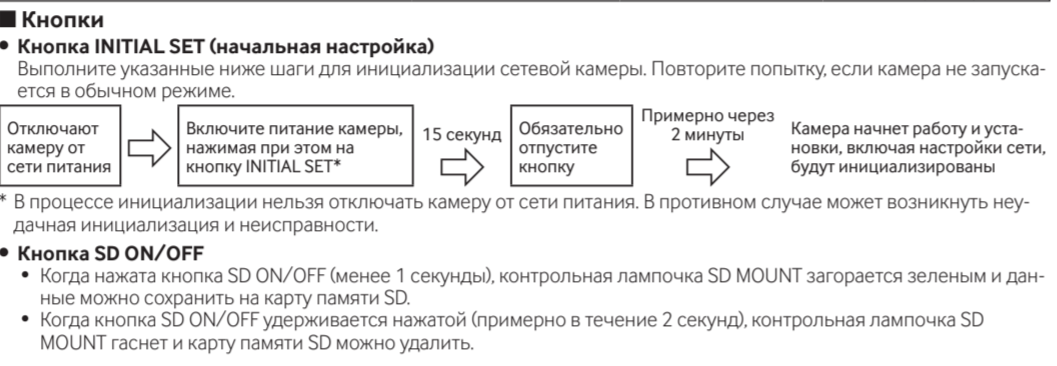 ■ Кнопки
• Кнопка INITIAL SET (начальная настройка)
Выполните указанные ниже шаги для инициализации сетевой камеры. Повторите попытку, если камера не запуска-
ется в обычном режиме.
Отключают
камеру от
сети питания
Включите питание камеры,
нажимая при этом на
кнопку INITIAL SET*
15 секунд
Обязательно
отпустите
кнопку
Примерно через
2 минуты
Камера начнет работу и уста-
новки, включая настройки сети,
будут инициализированы
* В процессе инициализации нельзя отключать камеру от сети питания. В противном случае может возникнуть неу-
дачная инициализация и неисправности.
• Кнопка SD ON/OFF
• Когда нажата кнопка SD ON/OFF (менее 1 секунды), контрольная лампочка SD MOUNT загорается зеленым и дан-
ные можно сохранить на карту памяти SD.
• Когда кнопка SD ON/OFF удерживается нажатой (примерно в течение 2 секунд), контрольная лампочка SD
MOUNT гаснет и карту памяти SD можно удалить.